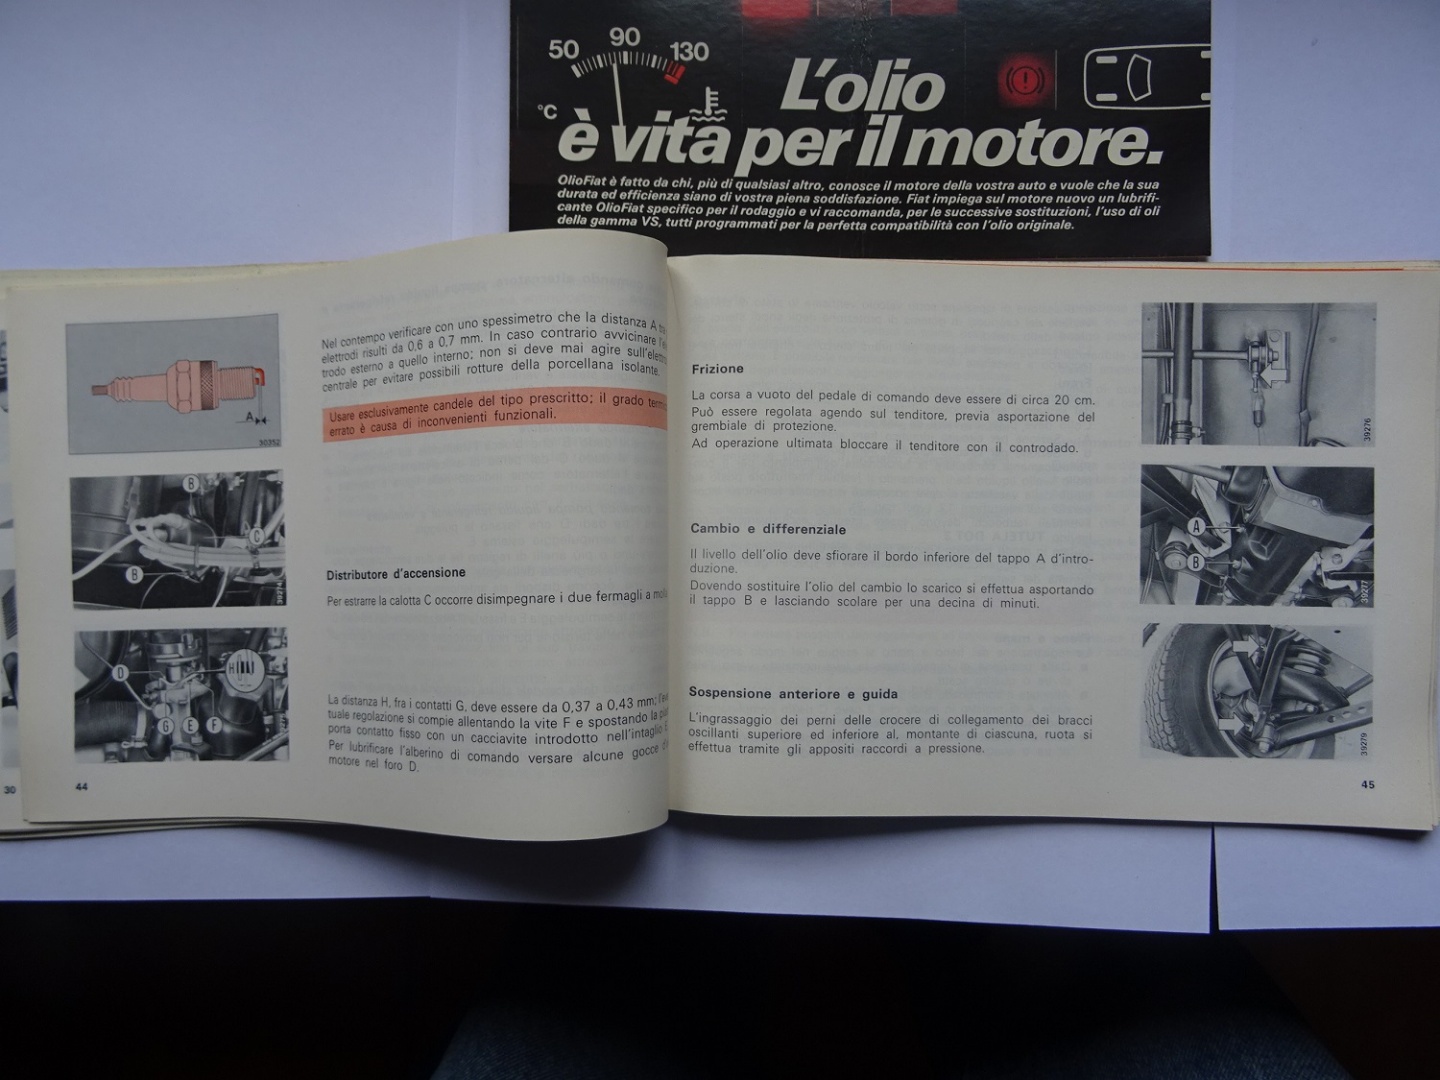 50
90
130
°C
L'olio
è vita per il motore.
OlioFiat è fatto da chi, più di qualsiasi altro, conosce il motore della vostra auto e vuole che la sua
durata ed efficienza siano di vostra piena soddisfazione. Fiat impiega sul motore nuovo un lubrifi-
cante OlioFiat specifico per il rodaggio e vi raccomanda, per le successive sostituzioni, l'uso di oli
della gamma VS, tutti programmati per la perfetta compatibilità con l'olio originale.
Nel contempo verificare con uno spessimetro che la distanza A
elettrodi risulti da 0,6 a 0,7 mm. In caso contrario avvicinare
trodo esterno a quello interno; non si deve mai agire
centrale per evitare possibili rotture della porcellana isolante.
Usare esclusivamente candele del tipo prescritto; il grado
errato è causa di inconvenienti funzionali.
A
30352
B
C
B
Distributore d'accensione
Per estrarre la calotta C occorre disimpegnare i due fermagli a
D
H
G
E
F
La distanza H, fra i contatti G, deve essere da 0,37 a 0,43 mm;
tuale regolazione si compie allentando la vite F e spostando la
porta contatto fisso con un cacciavite introdotto nell'intaglio
Per lubrificare l'alberino di comando versare alcune gocce
motore nel foro D.
30
44
Frizione
La corsa a vuoto del pedale di comando deve essere di circa 20 cm.
Può essere regolata agendo sul tenditore, previa asportazione del
grembiale di protezione.
Ad operazione ultimata bloccare il tenditore con il controdado.
39276
Cambio e differenziale
Il livello dell'olio deve sfiorare il bordo inferiore del tappo A d'intro-
duzione.
Dovendo sostituire l'olio del cambio lo scarico si effettua asportando
il tappo B e lasciando scolare per una decina di minuti.
A
B
39277
Sospensione anteriore e guida
L'ingrassaggio dei perni delle crocere di collegamento dei bracci
oscillanti superiore ed inferiore al, montante di ciascuna, ruota si
effettua tramite gli appositi raccordi a pressione.
39279
45